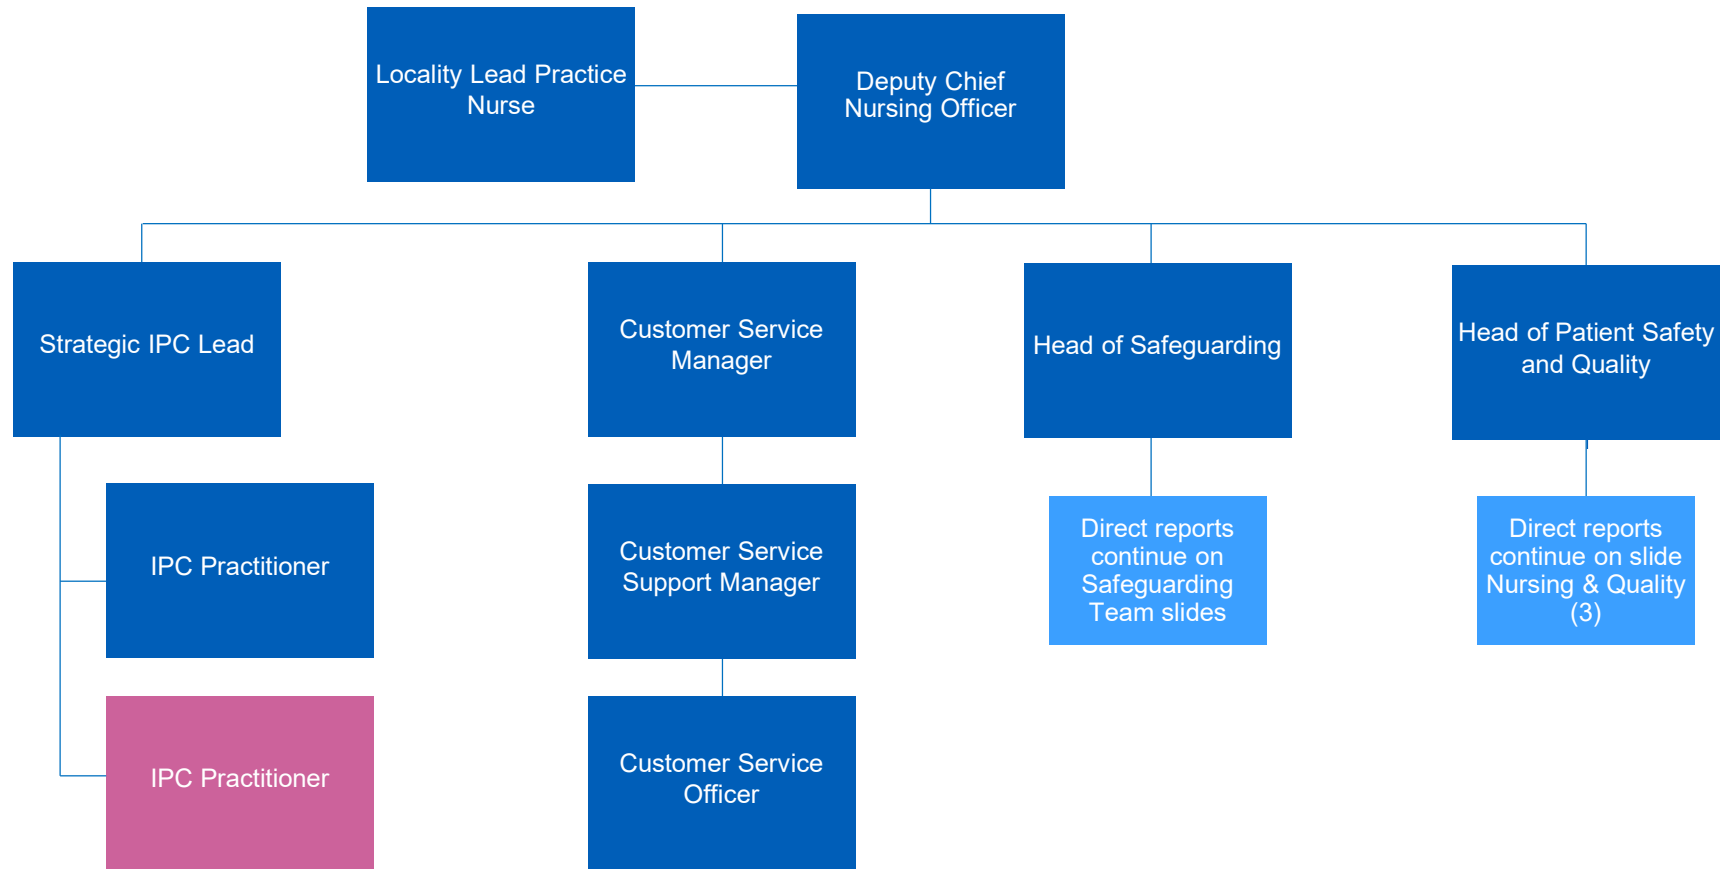 Locality Lead Practice
Nurse
Deputy Chief
Nursing Officer
Strategic IPC Lead
Customer Service
Manager
Head of Safeguarding
Head of Patient Safety
and Quality
IPC Practitioner
Customer Service
Support Manager
Direct reports
continue on
Safeguarding
Team slides
Direct reports
continue on slide
Nursing & Quality
(3)
IPC Practitioner
Customer Service
Officer